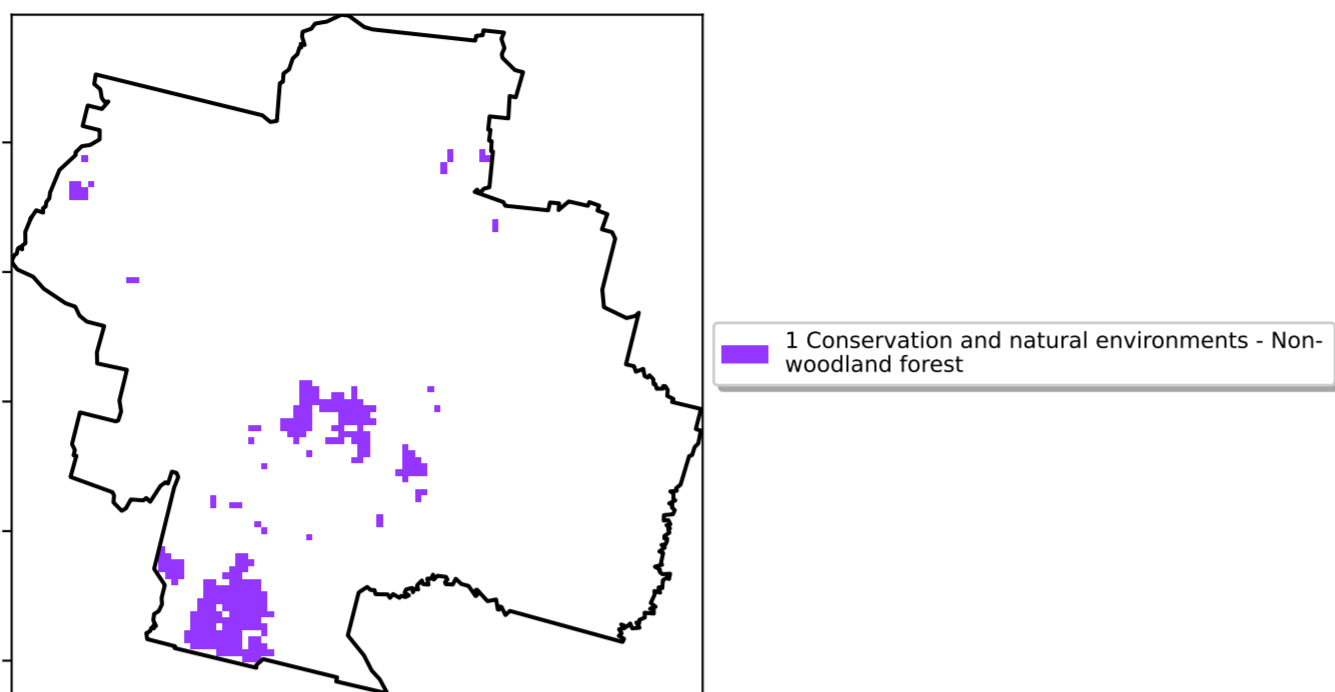 1 Conservation and natural environments - Non-
woodland forest